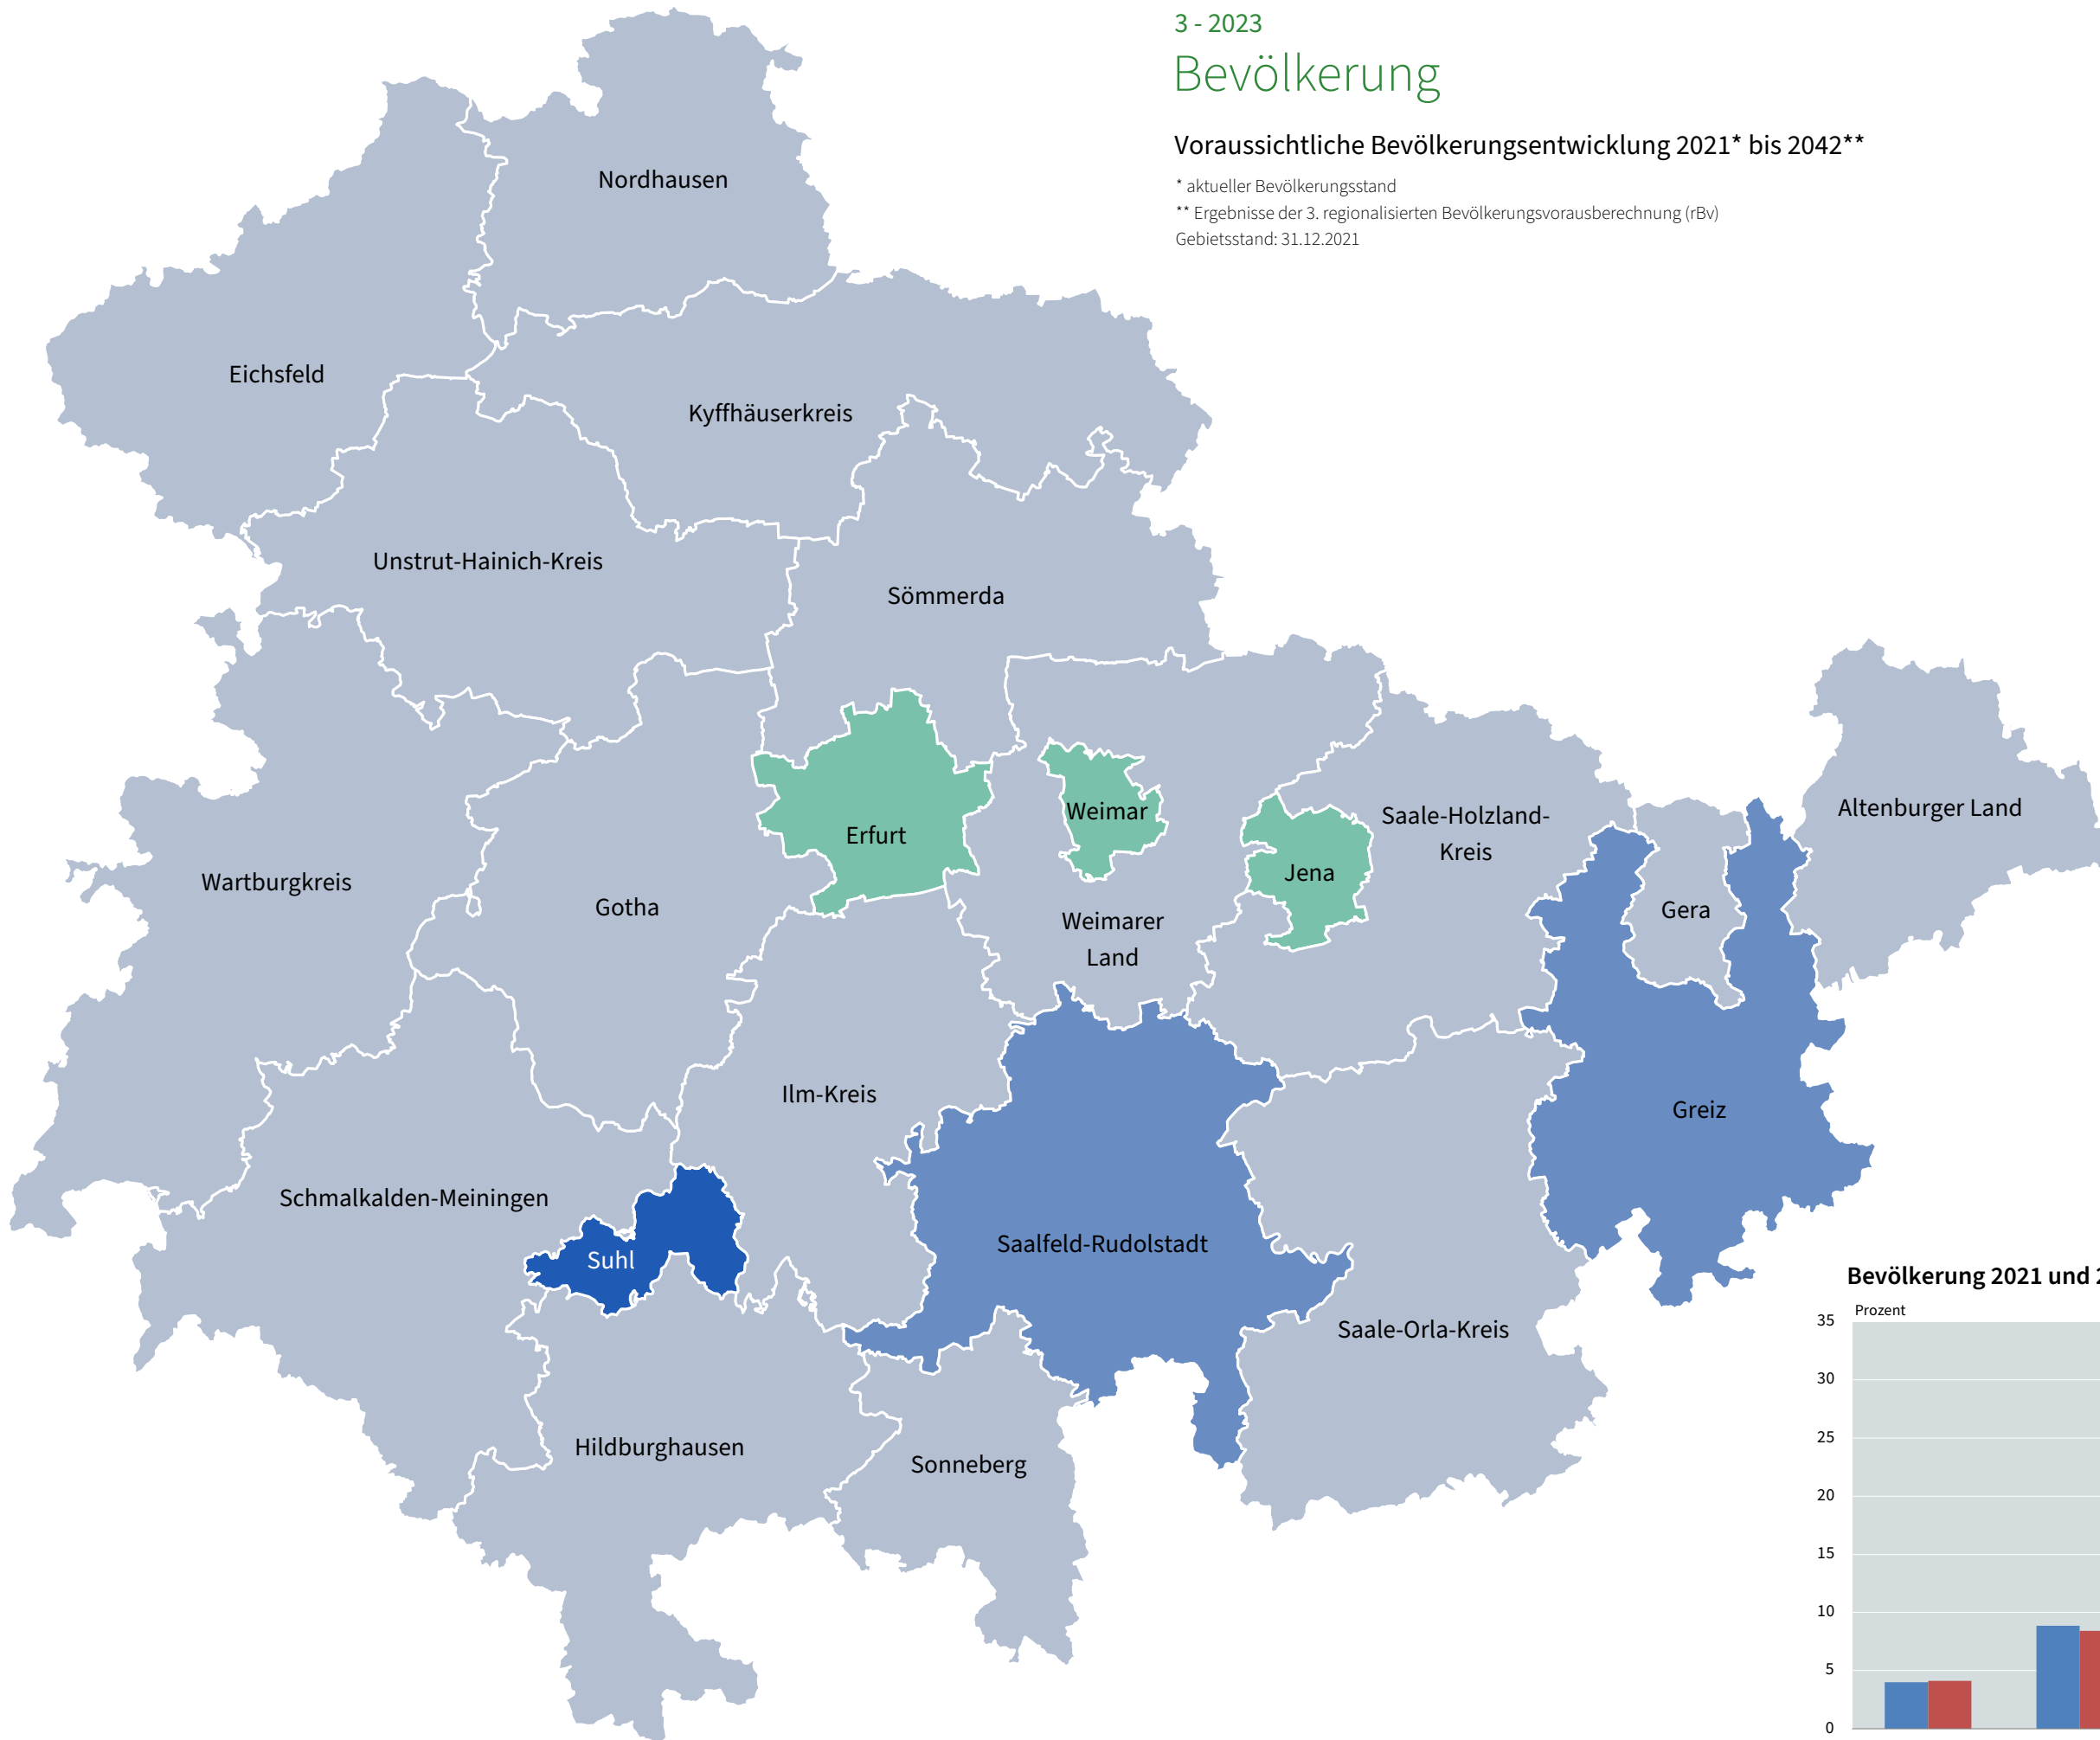 3 - 2023
Bevölkerung
Voraussichtliche Bevölkerungsentwicklung 2021* bis 2042**
* aktueller Bevölkerungsstand
** Ergebnisse der 3. regionalisierten Bevölkerungsvorausberechnung (rBv)
Gebietsstand: 31.12.2021
Nordhausen
Eichsfeld
Kyffhäuserkreis
Unstrut-Hainich-Kreis
Sömmerda
Erfurt
Weimar
Jena
Saale-Holzland-
Kreis
Altenburger Land
Wartburgkreis
Gotha
Weimarer
Land
Gera
Ilm-Kreis
Greiz
Schmalkalden-Meiningen
Suhl
Saalfeld-Rudolstadt
Saale-Orla-Kreis
Hildburghausen
Sonneberg
Bevölkerung 2021 und 2
Prozent
35
30
25
20
15
10
5
0